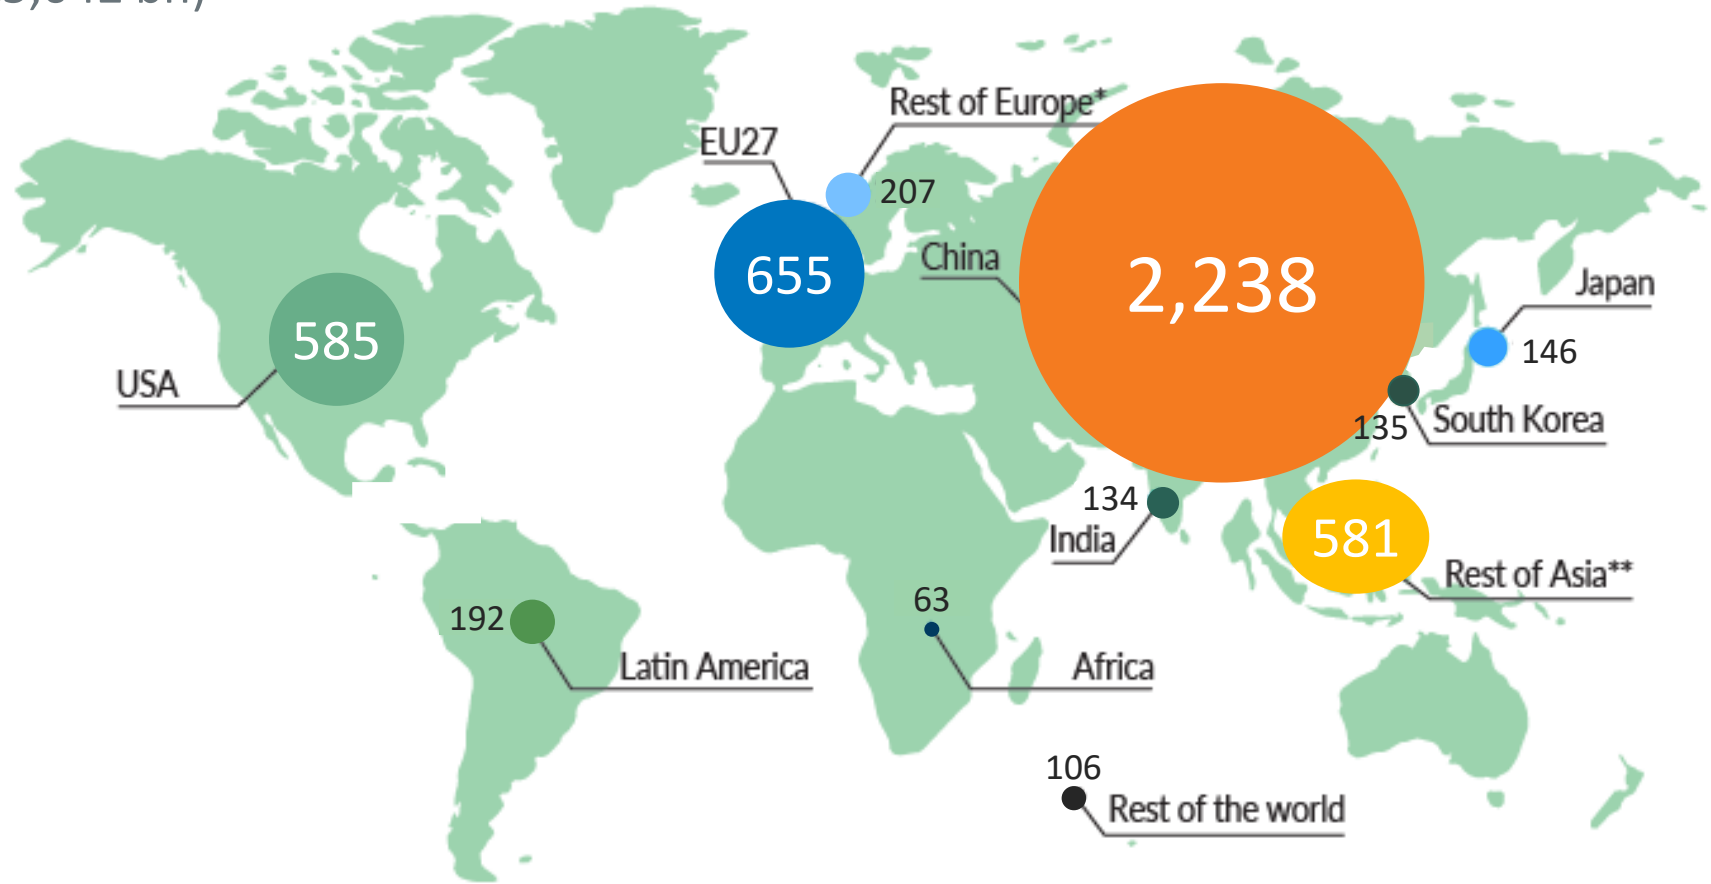 Rest of Europe*
EU27
207
China
655
2,238
Japan
146
585
USA
135
South Korea
134
India
581
Rest of Asia**
192
Latin America
63
Africa
106
Rest of the world